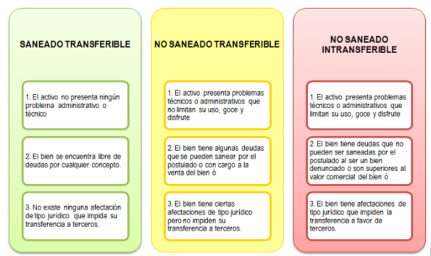 SANEADO TRANSFERIBLE
1. El activo no presenta ningún
problema administrativo o
técnico
2. El bien se encuentra libre de
deudas por cualquier concepto.
3. No existe ninguna afectación
de tipo jurídico que impida su
transferencia a terceros.
NO SANEADO TRANSFERIBLE
1. El activo presenta problemas
técnicos o administrativos que
no limitan su uso, goce y
disfrute
2. El bien tiene algunas deudas
que se pueden sanear por el
postulado o con cargo a la
venta del bien ó
3. El bien tiene ciertas
afectaciones de tipo jurídico
pero no impiden su
transferencia a terceros.
NO SANEADO
INTRANSFERIBLE
1. El activo presenta problemas
técnicos o administrativos que
limitan su uso, goce y disfrute
2. El bien tiene deudas que no
pueden ser saneadas por el
postulado al ser un bien
denunciado o son superiores al
valor comercial del bien ó
3. El bien tiene afectaciones de
tipo jurídico que impiden la
transferencia a favor de
terceros.